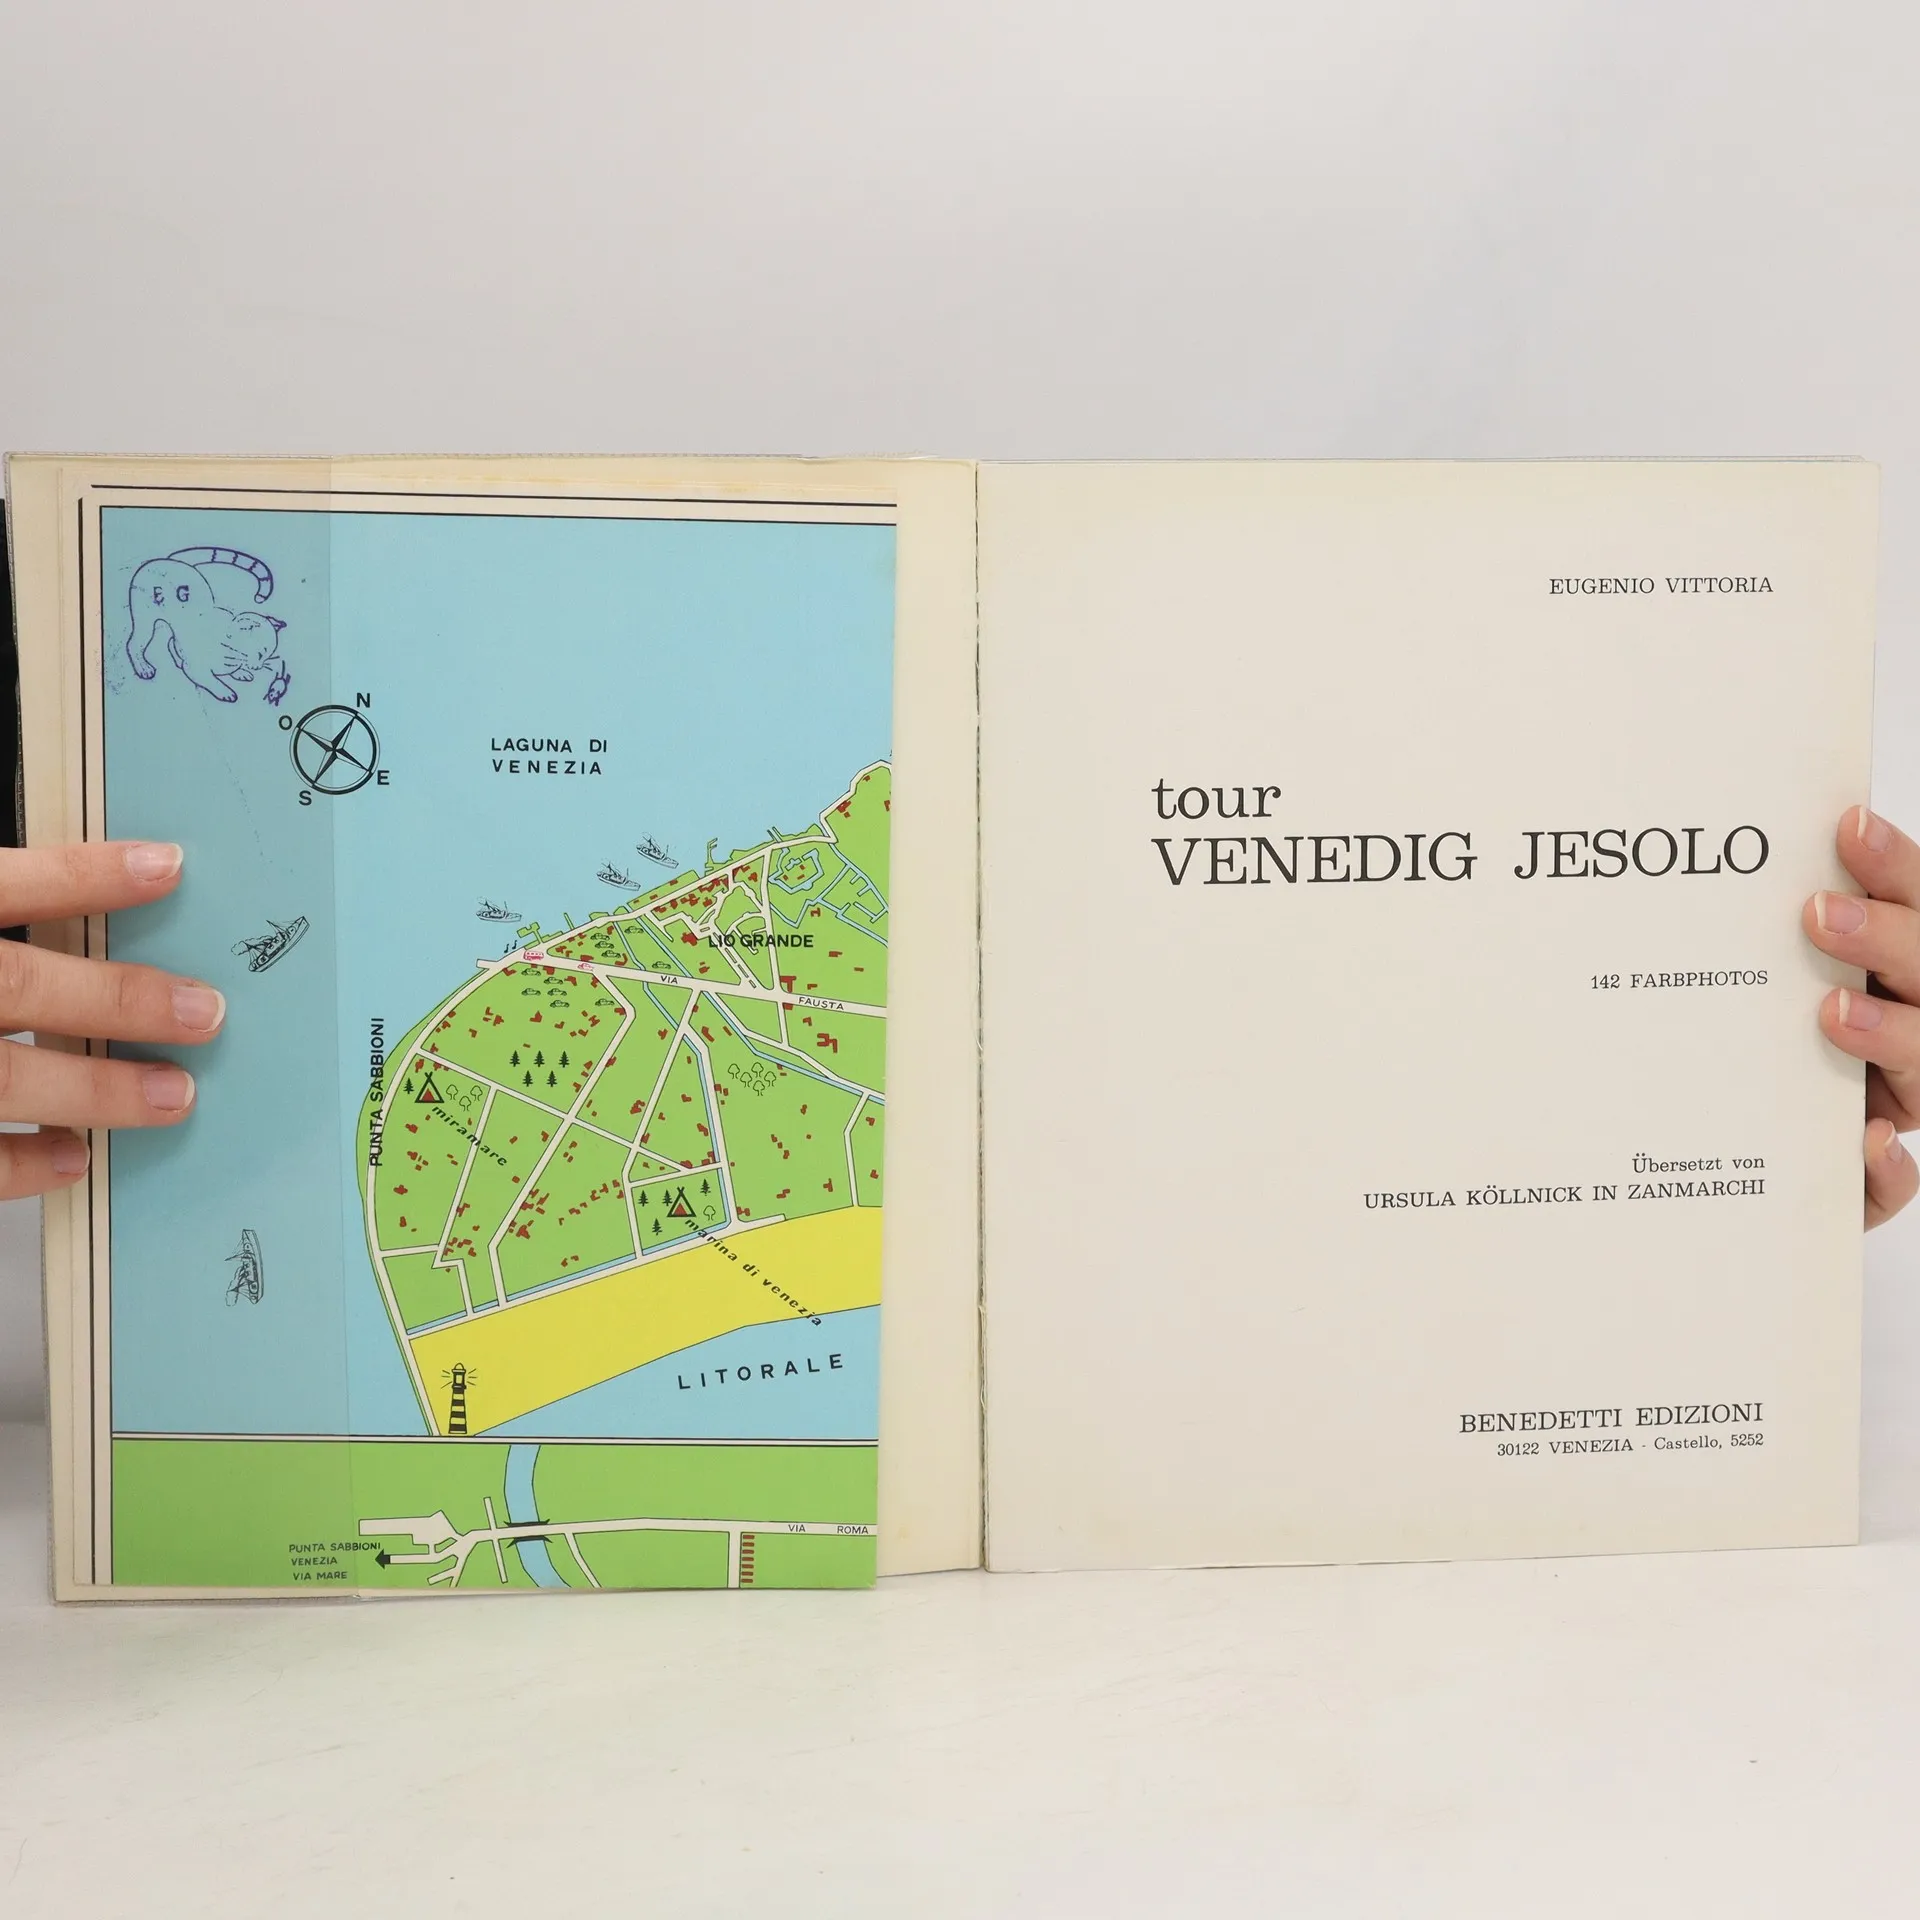 E G
N
O
E
S
LAGUNA DI
VENEZIA
LIO GRANDE
VIA
FAUSTA
PUNTA SABBIONI
miramare
marina di venezia
LITORALE
VIA ROMA
PUNTA SABBIONI
VENEZIA
VIA MARE
EUGENIO VITTORIA
tour
VENEDIG JESOLO
142 FARBPHOTOS
Übersetzt von
URSULA KÖLLNICK IN ZANMARCHI
BENEDETTI EDIZIONI
30122 VENEZIA - Castello, 5252